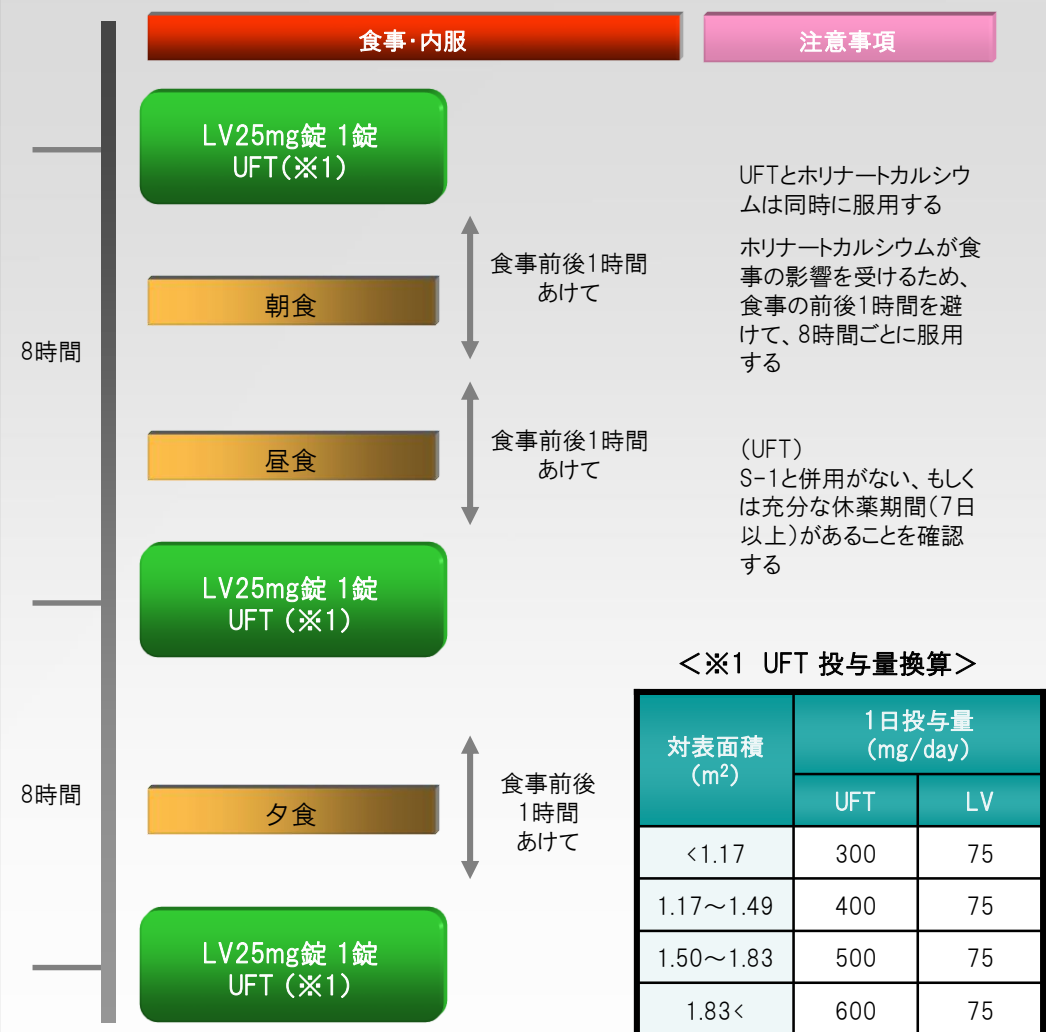 食事・内服
注意事項
LV25mg錠 1錠
UFT(※1)
食事前後1時間
あけて
朝食
8時間
食事前後1時間
あけて
昼食
LV25mg錠 1錠
UFT (※1)
8時間
食事前後
1時間
あけて
夕食
LV25mg錠 1錠
UFT (※1)
UFTとホリナートカルシウ
ムは同時に服用する
ホリナートカルシウムが食
事の影響を受けるため、
食事の前後1時間を避
けて、8時間ごとに服用
する
(UFT)
S-1と併用がない、もしく
は充分な休薬期間(7日
以上)があることを確認
する
<※1 UFT 投与量換算>
対表面積
(m²)
1日投与量
(mg/day)
UFT LV
<1.17 300 75
1.17～1.49 400 75
1.50～1.83 500 75
1.83< 600 75